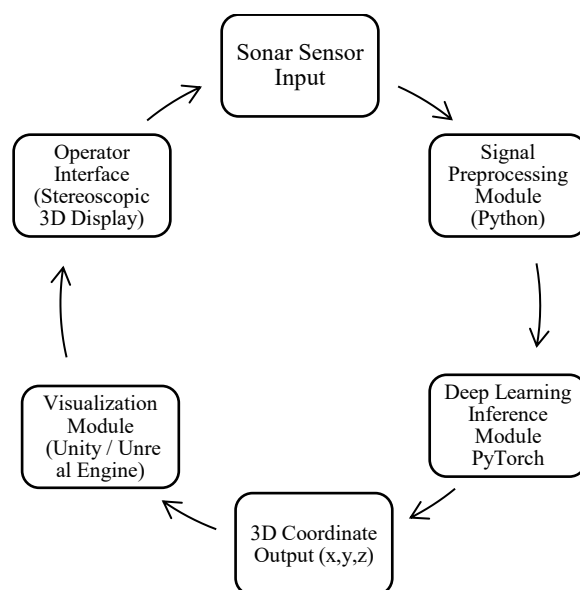 Sonar Sensor
Input
Signal
Preprocessing
Module
(Python)
Deep Learning
Inference
Module
PyTorch
3D Coordinate
Output (x,y,z)
Visualization
Module
(Unity / Unre
al Engine)
Operator
Interface
(Stereoscopic
3D Display)